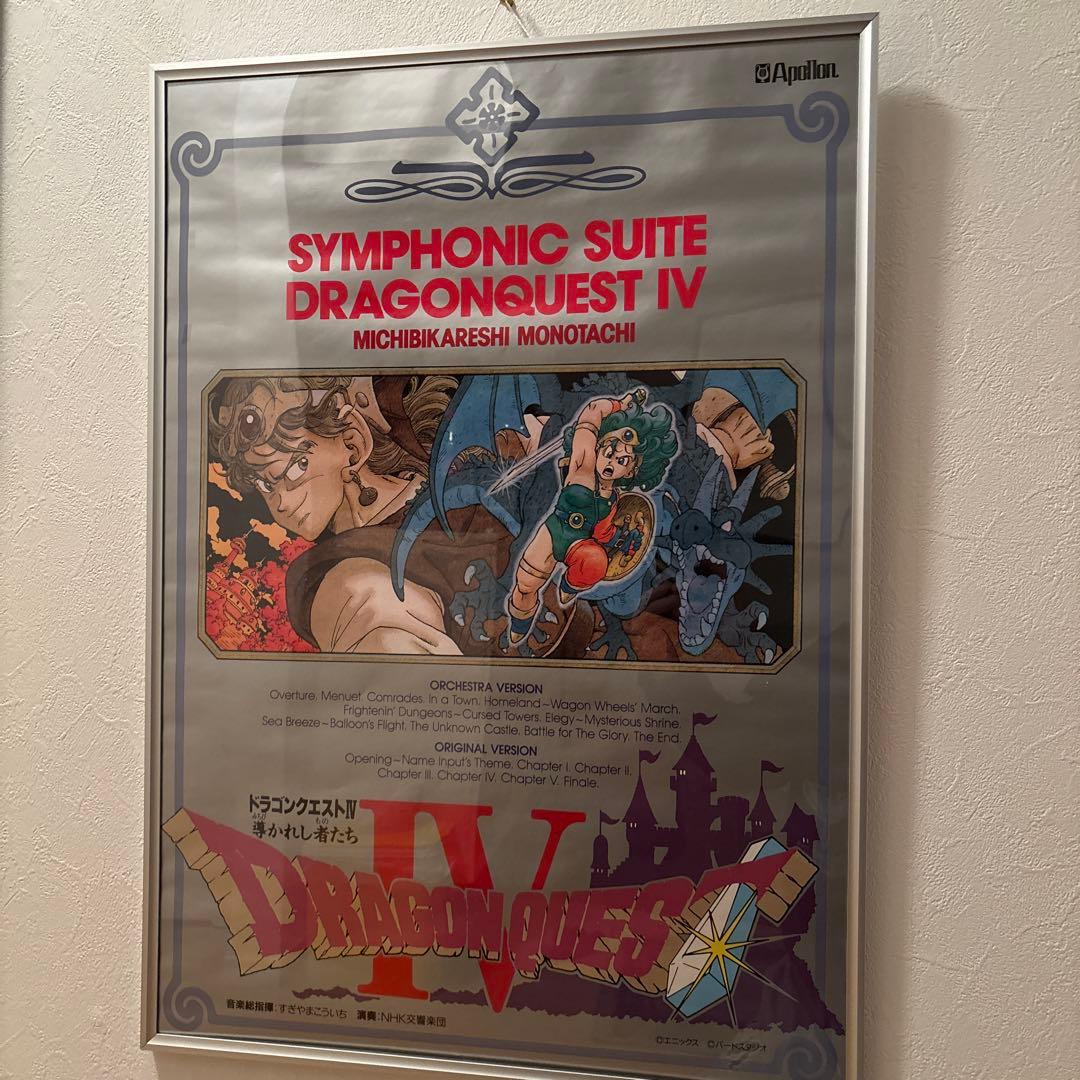 Apollon
SYMPHONIC SUITE
DRAGONQUEST IV
MICHIBIKARESHI MONOTACHI
ORCHESTRA VERSION
Overture. Menuet. Comrades. In a Town. Homeland~Wagon Wheels' March.
Frightenin' Dungeons~Cursed Towers. Elegy~Mysterious Shrine.
Sea Breeze~Balloon's Flight. The Unknown Castle. Battle for The Glory. The End.
ORIGINAL VERSION
Opening~Name Input's Theme. Chapter I. Chapter II.
Chapter III. Chapter IV. Chapter V. Finale.
ドラゴンクエストIV
みちび もの
導かれし者たち
IV
DRAGON QUEST
音楽総指揮:すぎやまこういち 演奏:NHK交響楽団
©エニックス ©バードスタジオ